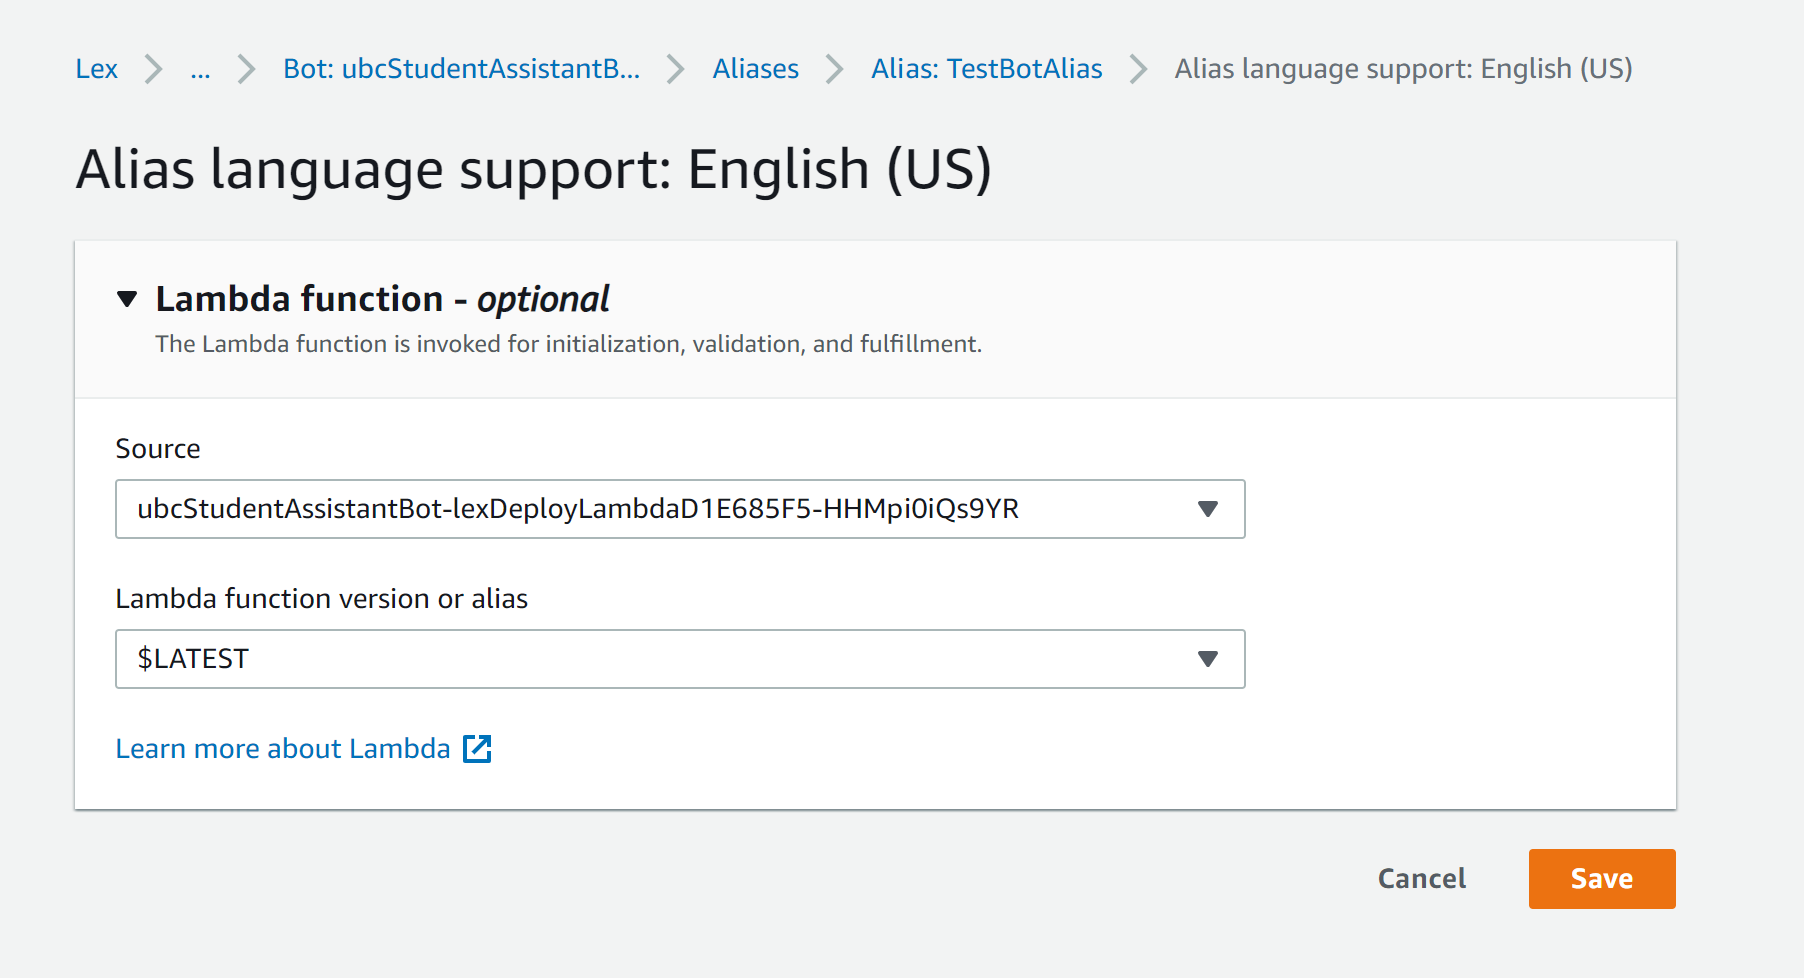 Lex ... Bot: ubcStudentAssistantB... Aliases Alias: TestBotAlias Alias language support: English (US)
Alias language support: English (US)
Lambda function - optional
The Lambda function is invoked for initialization, validation, and fulfillment.
Source
ubcStudentAssistantBot-lexDeployLambdaD1E685F5-HHMpi0iQs9YR
Lambda function version or alias
$LATEST
Learn more about Lambda
Cancel Save